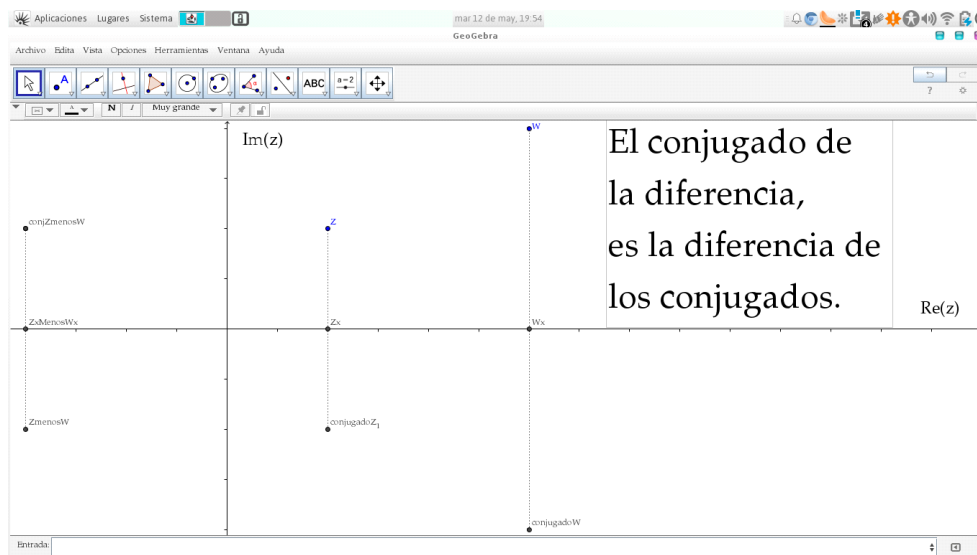 Aplicaciones Lugares Sistema
mar 12 de may, 19:54
4
GeoGebra
Archivo Edita Vista Opciones Herramientas Ventana Ayuda
A
ABC
a=2
?
N I Muy grande
Im(z)
W
El conjugado de
la diferencia,
es la diferencia de
los conjugados.
conjZmenosW
Z
Re(z)
ZxMenosWx
Zx
Wx
ZmenosW
conjugadoZ₁
conjugadoW
Entrada: